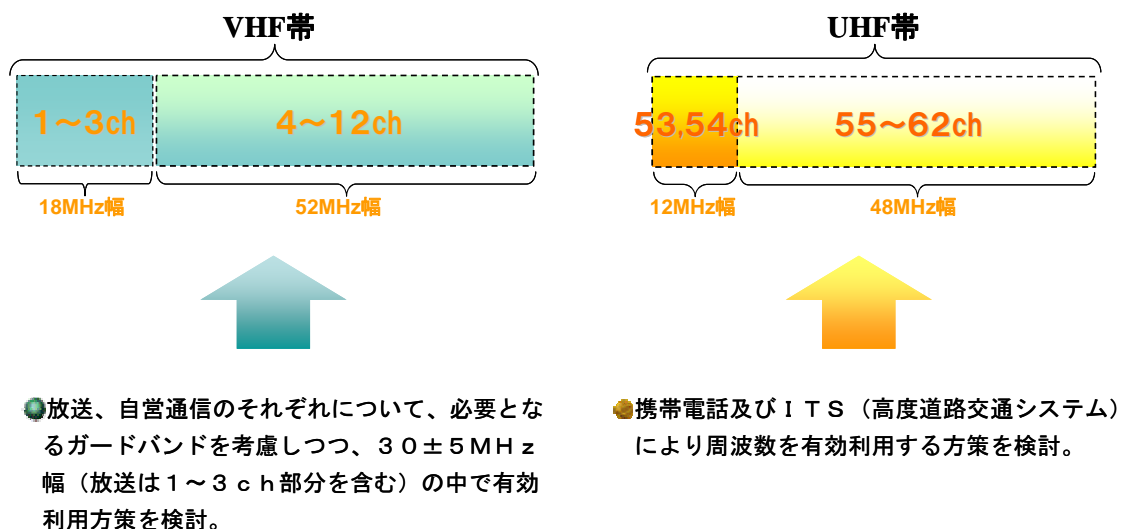 VHF帯
1～3ch
4～12ch
18MHz幅
52MHz幅
放送、自営通信のそれぞれについて、必要とな
るガードバンドを考慮しつつ、３０±５ＭＨｚ
幅（放送は１～３ｃｈ部分を含む）の中で有効
利用方策を検討。
UHF帯
53,54ch
55～62ch
12MHz幅
48MHz幅
携帯電話及びＩＴＳ（高度道路交通システム）
により周波数を有効利用する方策を検討。